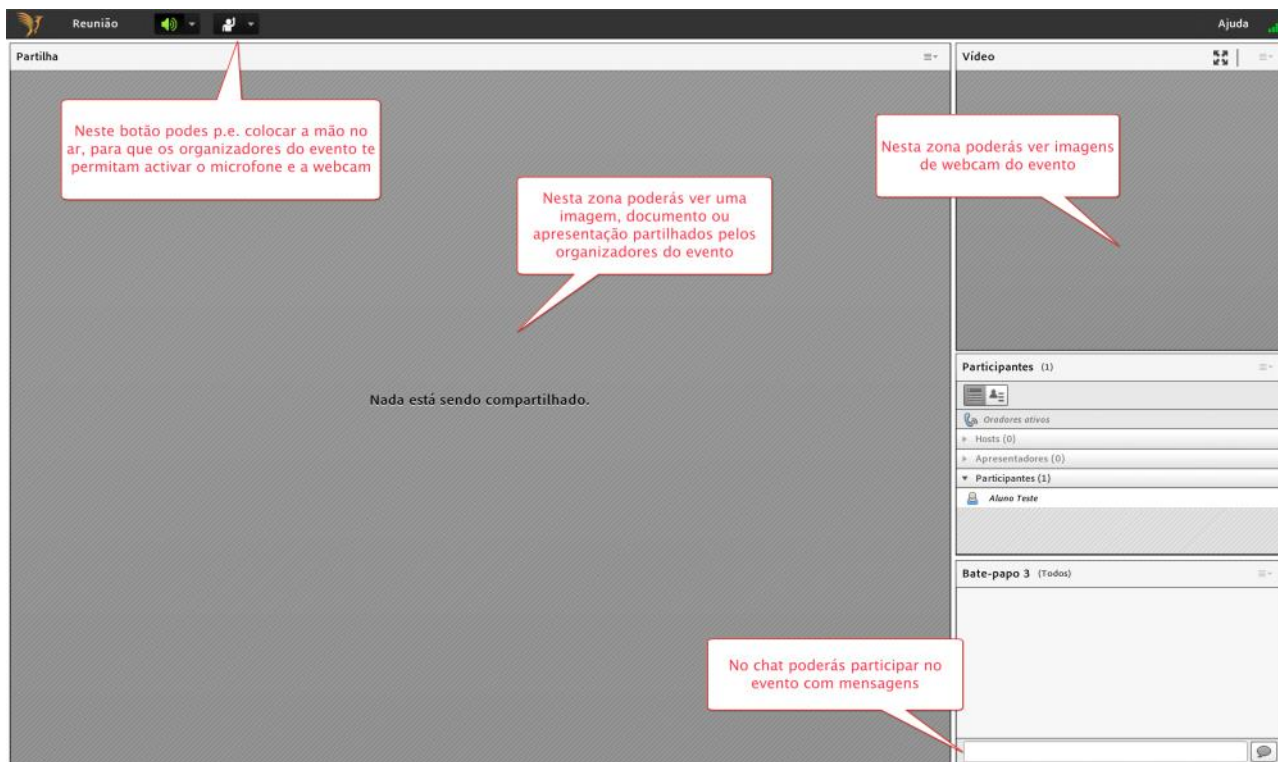 Reunião
Ajuda
Partilha
Neste botão podes p.e. colocar a mão no
ar, para que os organizadores do evento te
permitam activar o microfone e a webcam
Nesta zona poderás ver uma
imagem, documento ou
apresentação partilhados pelos
organizadores do evento
Nada está sendo compartilhado.
Vídeo
Nesta zona poderás ver imagens
de webcam do evento
Participantes (1)
Oradores ativos
Hosts (0)
Apresentadores (0)
Participantes (1)
Aluno Teste
Bate-papo 3 (Todos)
No chat poderás participar no
evento com mensagens